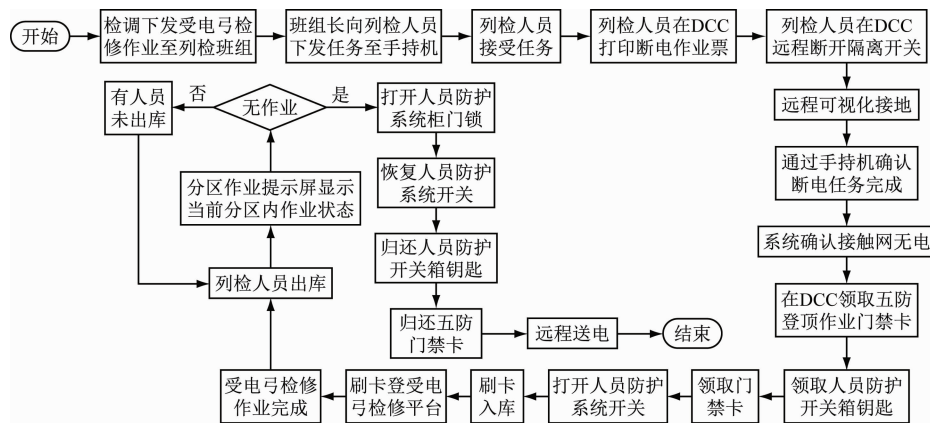 开始
检调下发受电弓检
修作业至列检班组
班组长向列检人员
下发任务至手持机
列检人员
接受任务
列检人员在DCC
打印断电作业票
列检人员在DCC
远程断开隔离开关
远程可视化接地
通过手持机确认
断电任务完成
系统确认接触网无电
在DCC领取五防
登顶作业门禁卡
领取人员防护
开关箱钥匙
领取门
禁卡
打开人员防护
系统开关
刷卡
入库
刷卡登受电
弓检修平台
受电弓检修
作业完成
列检人员出库
分区作业提示屏显示
当前分区内作业状态
无作业
否
有人员
未出库
是
打开人员防护
系统柜门锁
恢复人员防护
系统开关
归还人员防护
开关箱钥匙
归还五防
门禁卡
远程送电
结束